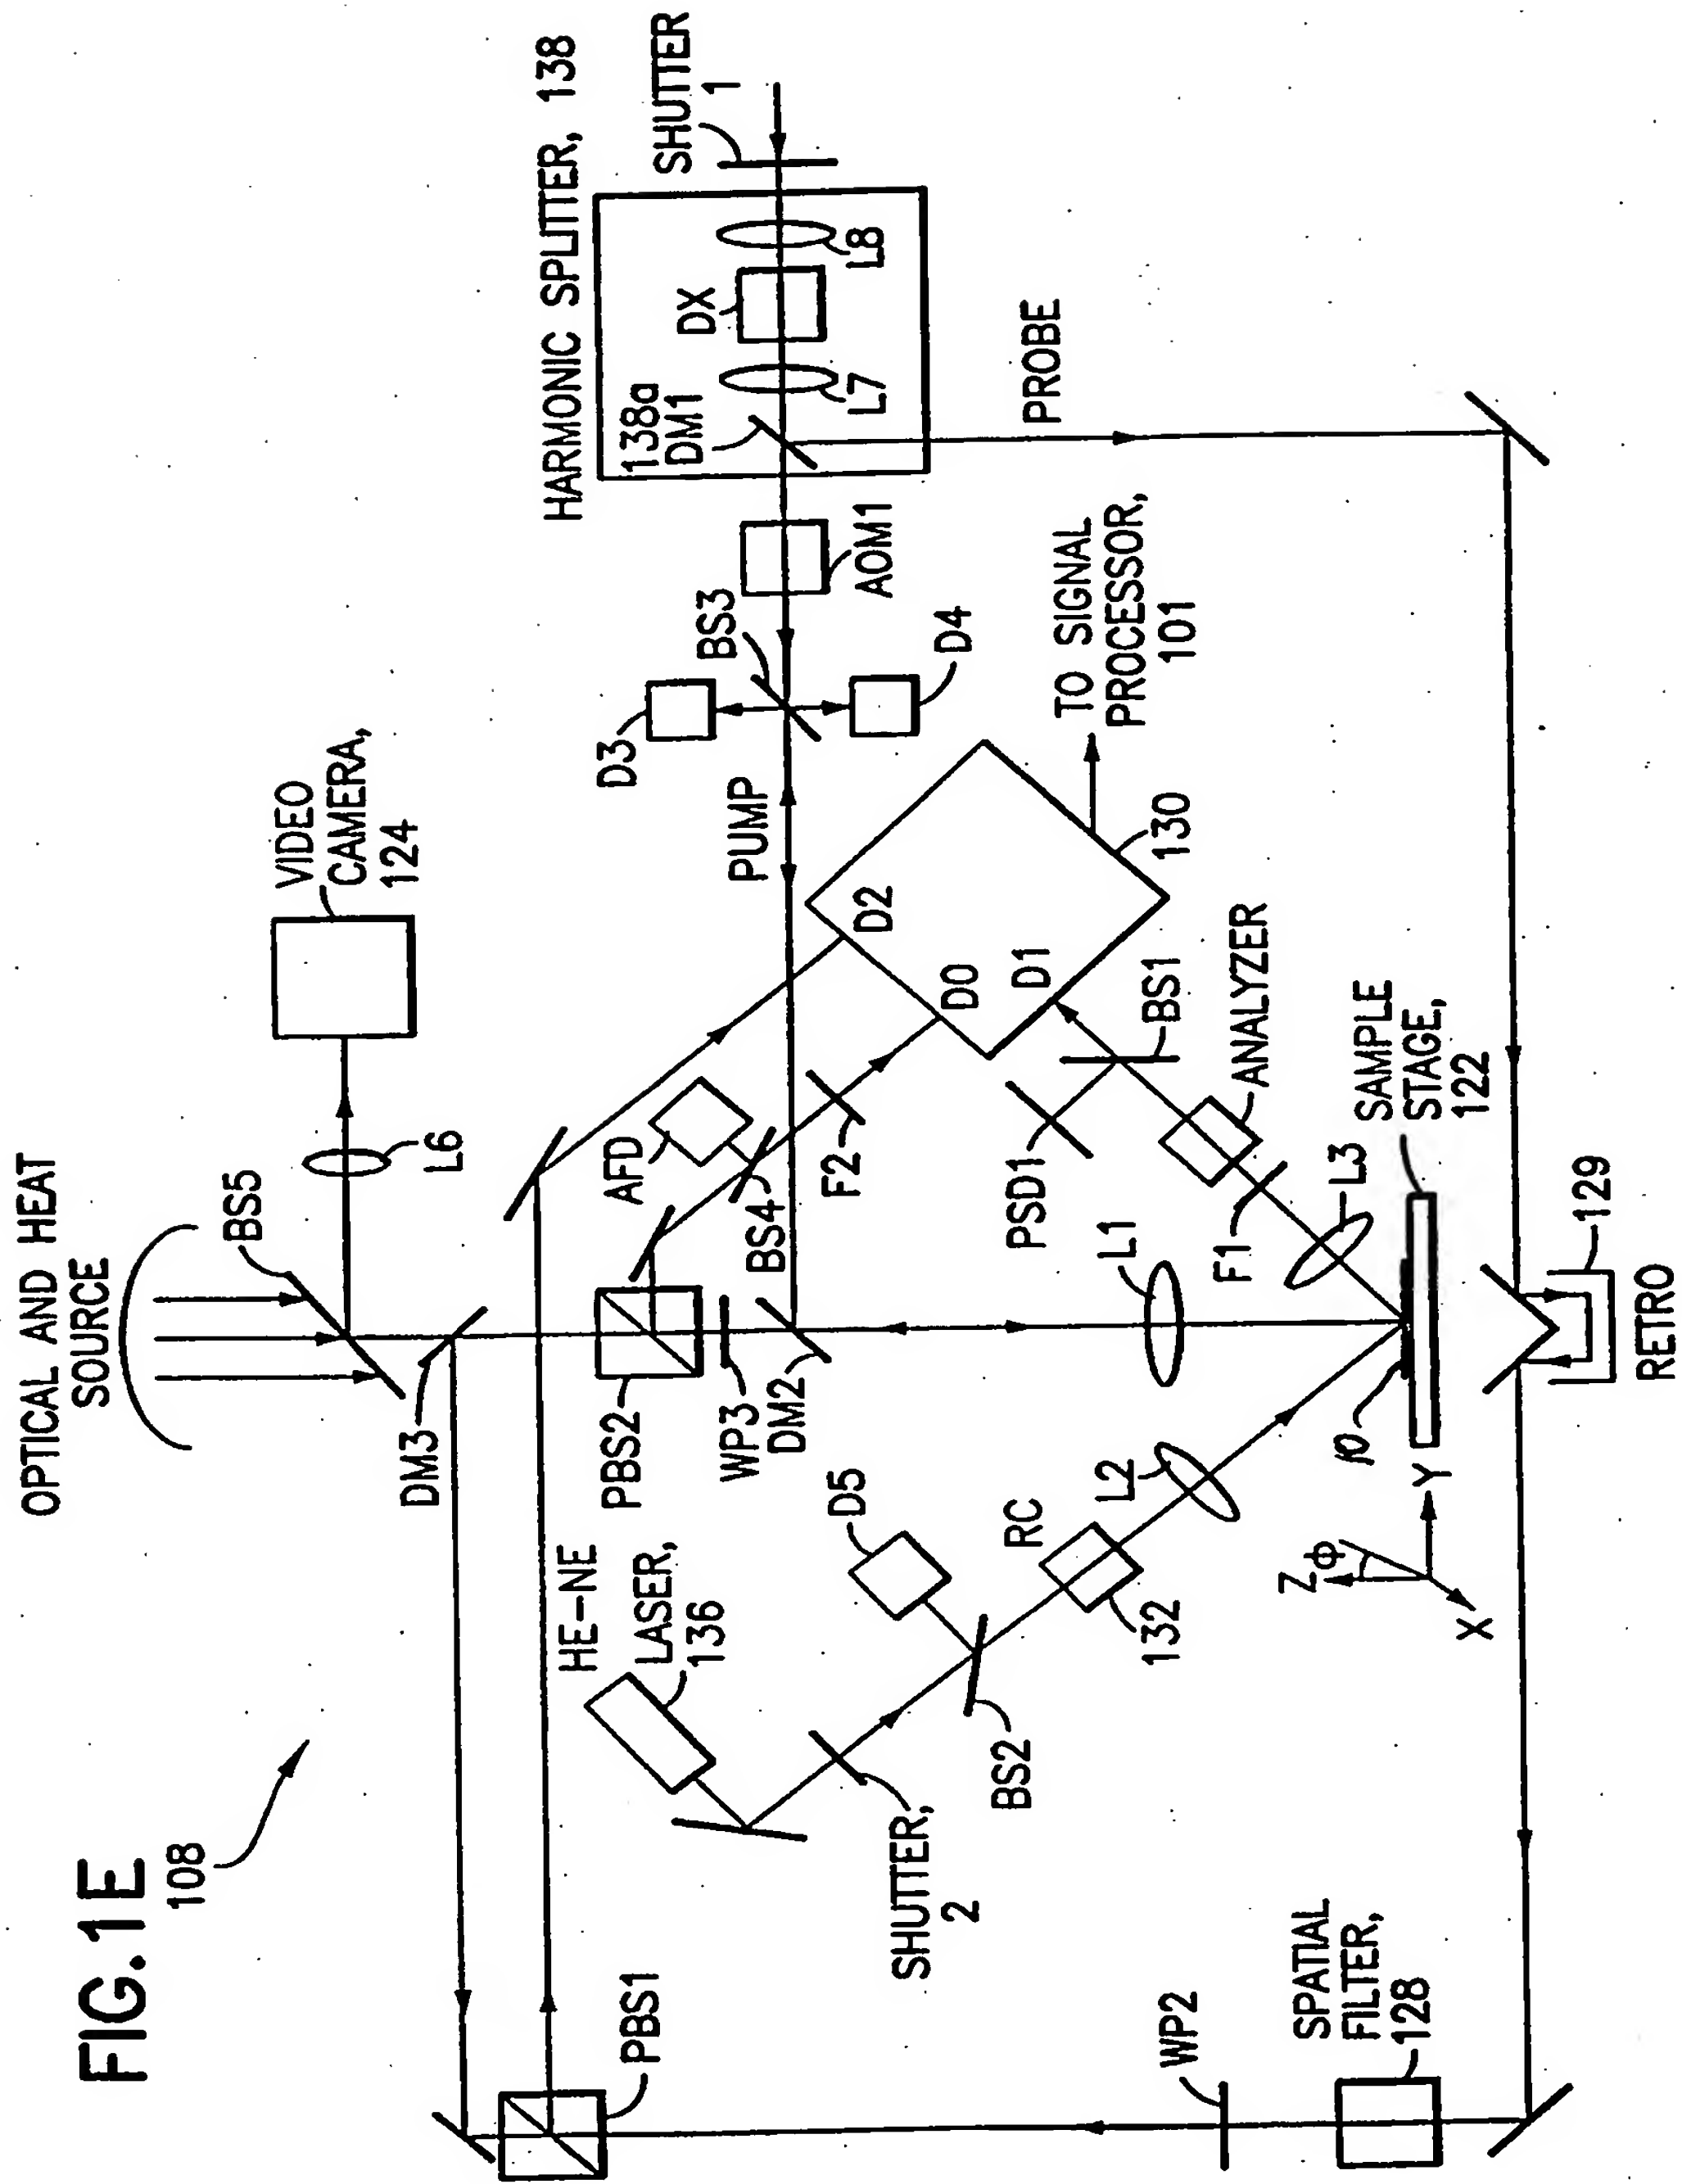 FIG.1E
108
OPTICAL AND HEAT
SOURCE
BS5
L6
VIDEO
CAMERA,
124
DM3
HARMONIC SPLITTER, 138
SHUTTER
1
138a
DM1
DX
L7
L8
PROBE
AOM1
BS3
D3
D4
PUMP
PBS2
WP3
DM2
AFD
BS4
F2
D2
D0
D1
130
TO SIGNAL
PROCESSOR,
101
HE-NE
LASER,
136
SHUTTER,
2
BS2
D5
RC
132
L2
L1
L3
F1
PSD1
ANALYZER
BS1
SAMPLE
STAGE,
122
10
Z
ϕ
Y
X
129
RETRO
PBS1
WP2
SPATIAL
FILTER,
128